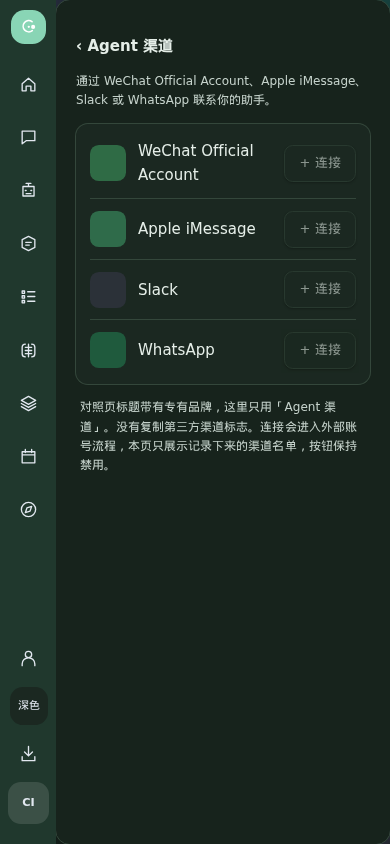 ‹ Agent 渠道
通过 WeChat Official Account、Apple iMessage、
Slack 或 WhatsApp 联系你的助手。
WeChat Official
Account
+ 连接
Apple iMessage
+ 连接
Slack
+ 连接
WhatsApp
+ 连接
对照页标题带有专有品牌，这里只用「Agent 渠
道」。没有复制第三方渠道标志。连接会进入外部账
号流程，本页只展示记录下来的渠道名单，按钮保持
禁用。
深色
CI